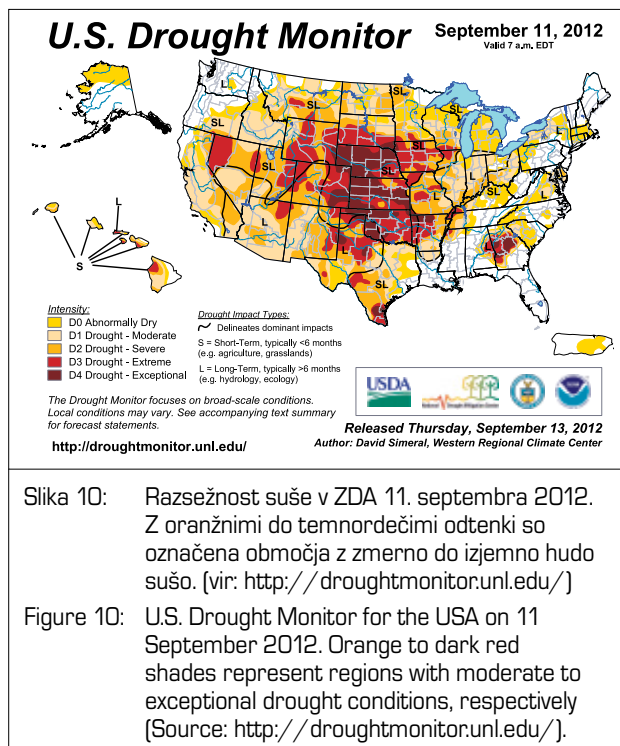 U.S. Drought Monitor
September 11, 2012
Valid 7 a.m. EDT
L
SL
SL
SL
SL
SL
SL
L
L
L
L
L
SL
L
L
L
L
SL
L
S
Intensity:
D0 Abnormally Dry
D1 Drought - Moderate
D2 Drought - Severe
D3 Drought - Extreme
D4 Drought - Exceptional
Drought Impact Types:
Delineates dominant impacts
S = Short-Term, typically <6 months
(e.g. agriculture, grasslands)
L = Long-Term, typically >6 months
(e.g. hydrology, ecology)
The Drought Monitor focuses on broad-scale conditions.
Local conditions may vary. See accompanying text summary
for forecast statements.
http://droughtmonitor.unl.edu/
USDA
Released Thursday, September 13, 2012
Author: David Simeral, Western Regional Climate Center
Slika 10: Razsežnost suše v ZDA 11. septembra 2012.
Z oranžnimi do temnordečimi odtenki so
označena območja z zmerno do izjemno hudo
sušo. (vir: http://droughtmonitor.unl.edu/)
Figure 10: U.S. Drought Monitor for the USA on 11
September 2012. Orange to dark red
shades represent regions with moderate to
exceptional drought conditions, respectively
(Source: http://droughtmonitor.unl.edu/).